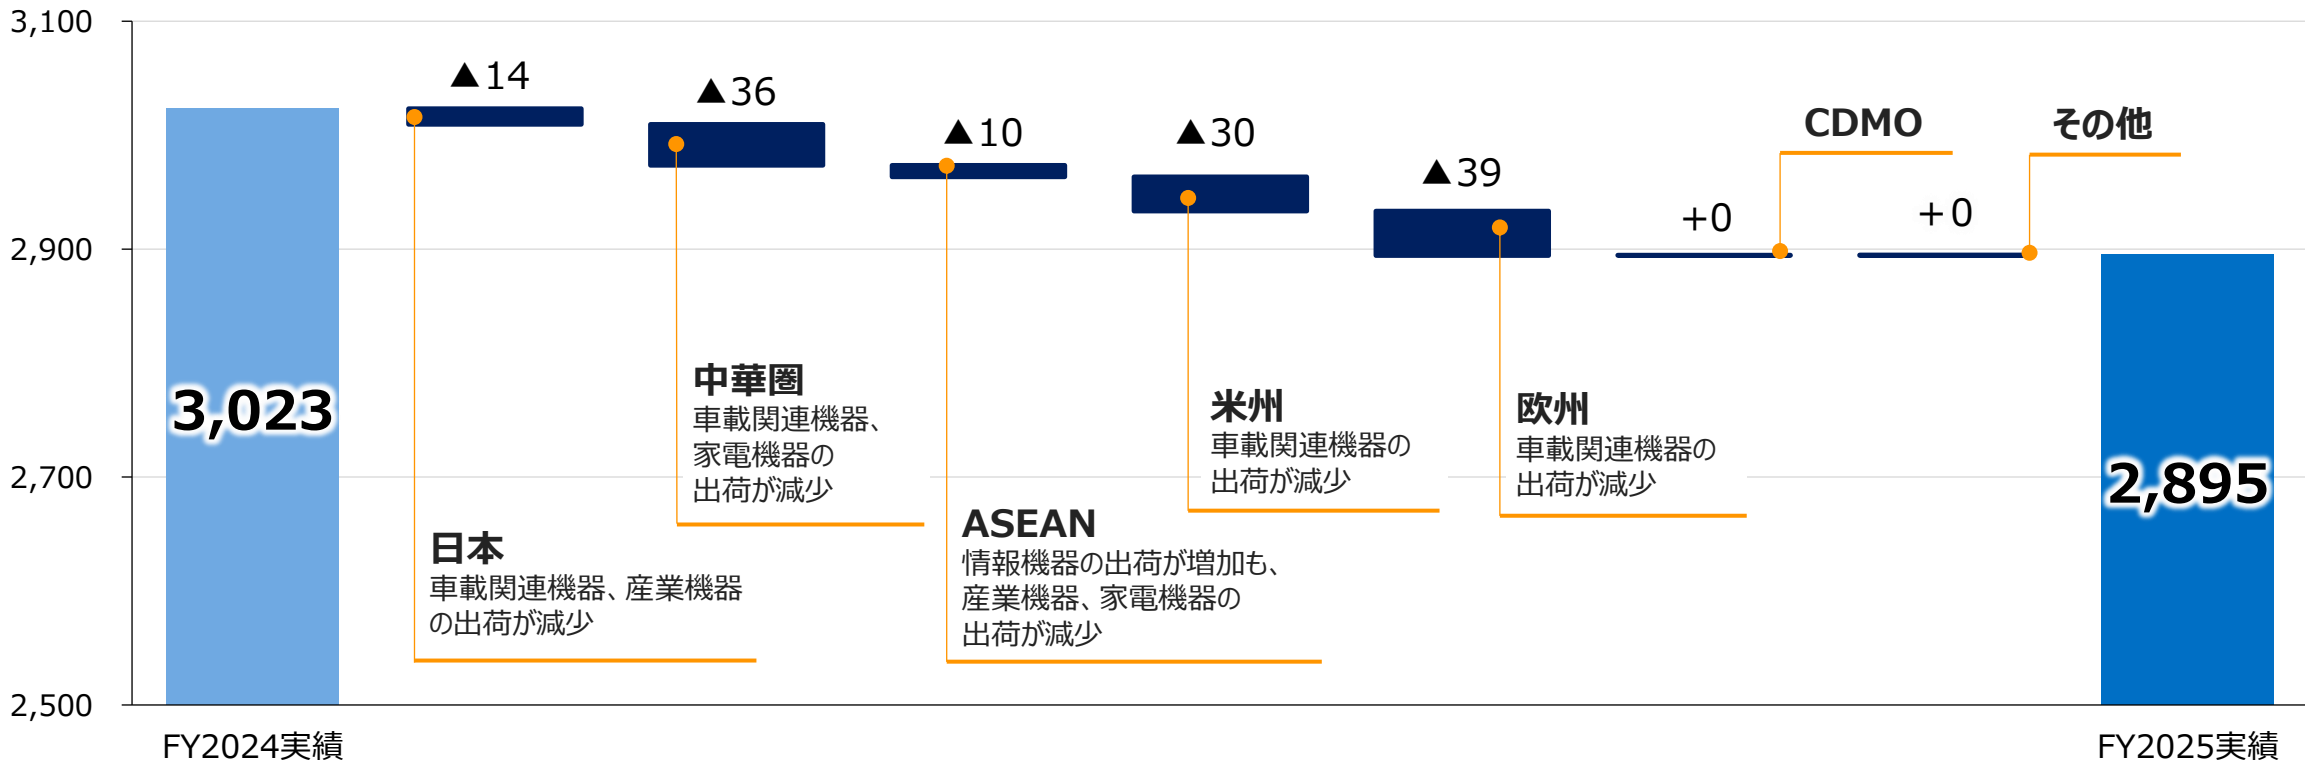 3,100
2,900
2,700
2,500
3,023
▲14
▲36
▲10
▲30
▲39
+0
+0
CDMO
その他
2,895
日本
車載関連機器、産業機器
の出荷が減少
中華圏
車載関連機器、
家電機器の
出荷が減少
ASEAN
情報機器の出荷が増加も、
産業機器、家電機器の
出荷が減少
米州
車載関連機器の
出荷が減少
欧州
車載関連機器の
出荷が減少
FY2024実績
FY2025実績